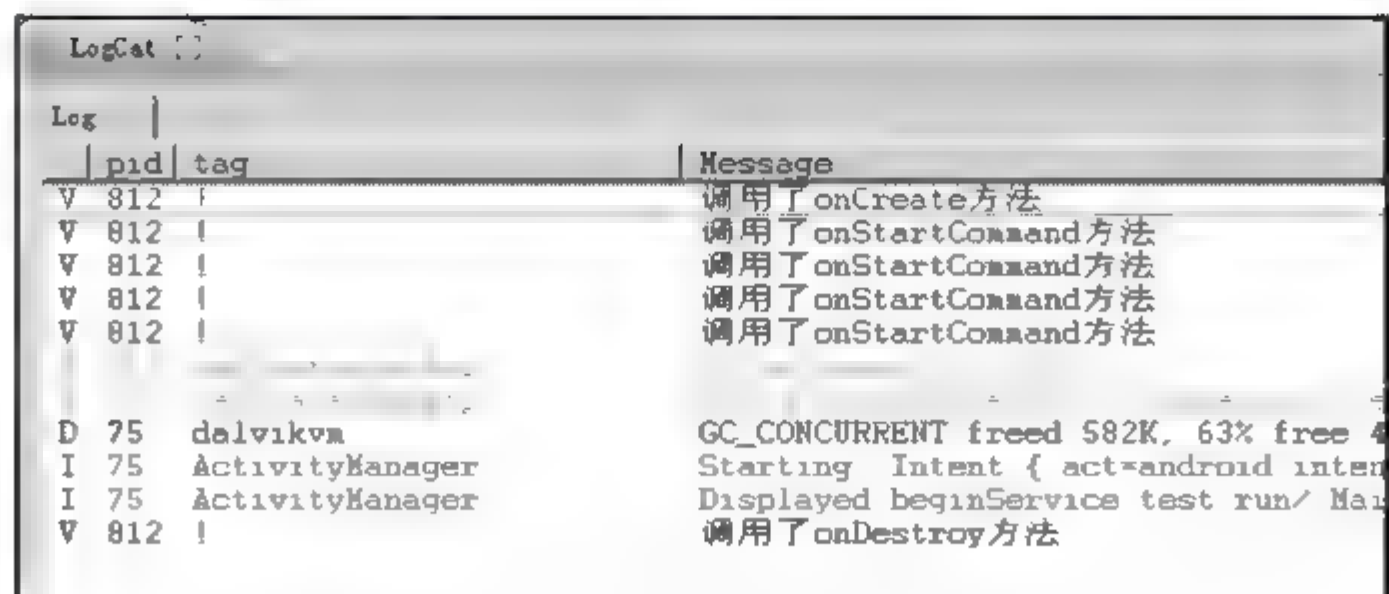 LogCat
Log
pid tag Message
V 812 ! 调用了onCreate方法
V 812 ! 调用了onStartCommand方法
V 812 ! 调用了onStartCommand方法
V 812 ! 调用了onStartCommand方法
V 812 ! 调用了onStartCommand方法
D 75 dalvikvm GC_CONCURRENT freed 582K, 63% free 4
I 75 ActivityManager Starting Intent { act=android inten
I 75 ActivityManager Displayed beginService test run/ Mai
V 812 ! 调用了onDestroy方法